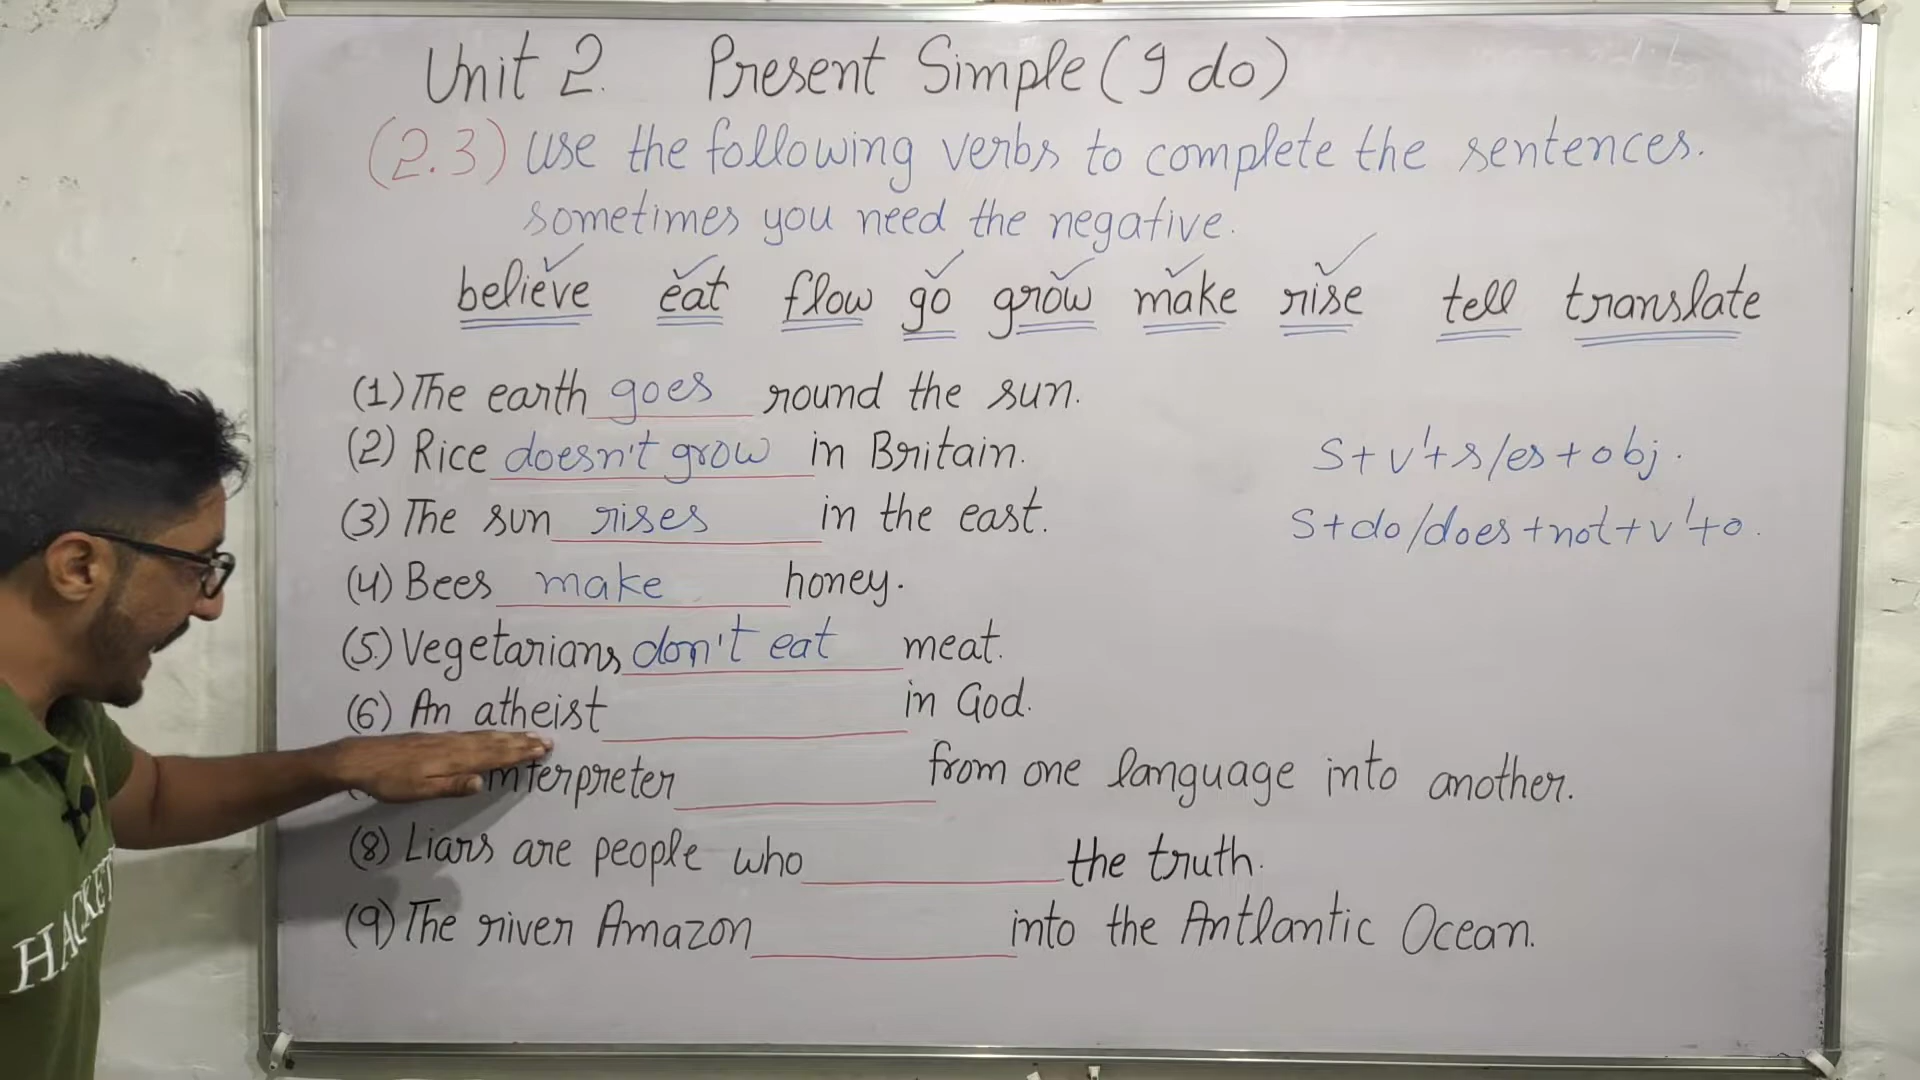 Unit 2. Present Simple (I do)
(2.3) Use the following verbs to complete the sentences.
sometimes you need the negative.
believe eat flow go grow make rise tell translate
(1) The earth goes round the sun.
(2) Rice doesn't grow in Britain.
(3) The sun rises in the east.
(4) Bees make honey.
(5) Vegetarians don't eat meat.
(6) An atheist in God.
interpreter from one language into another.
(8) Liars are people who the truth.
(9) The river Amazon into the Antlantic Ocean.
S+v'+s/es+obj.
S+do/does+not+v'+o.